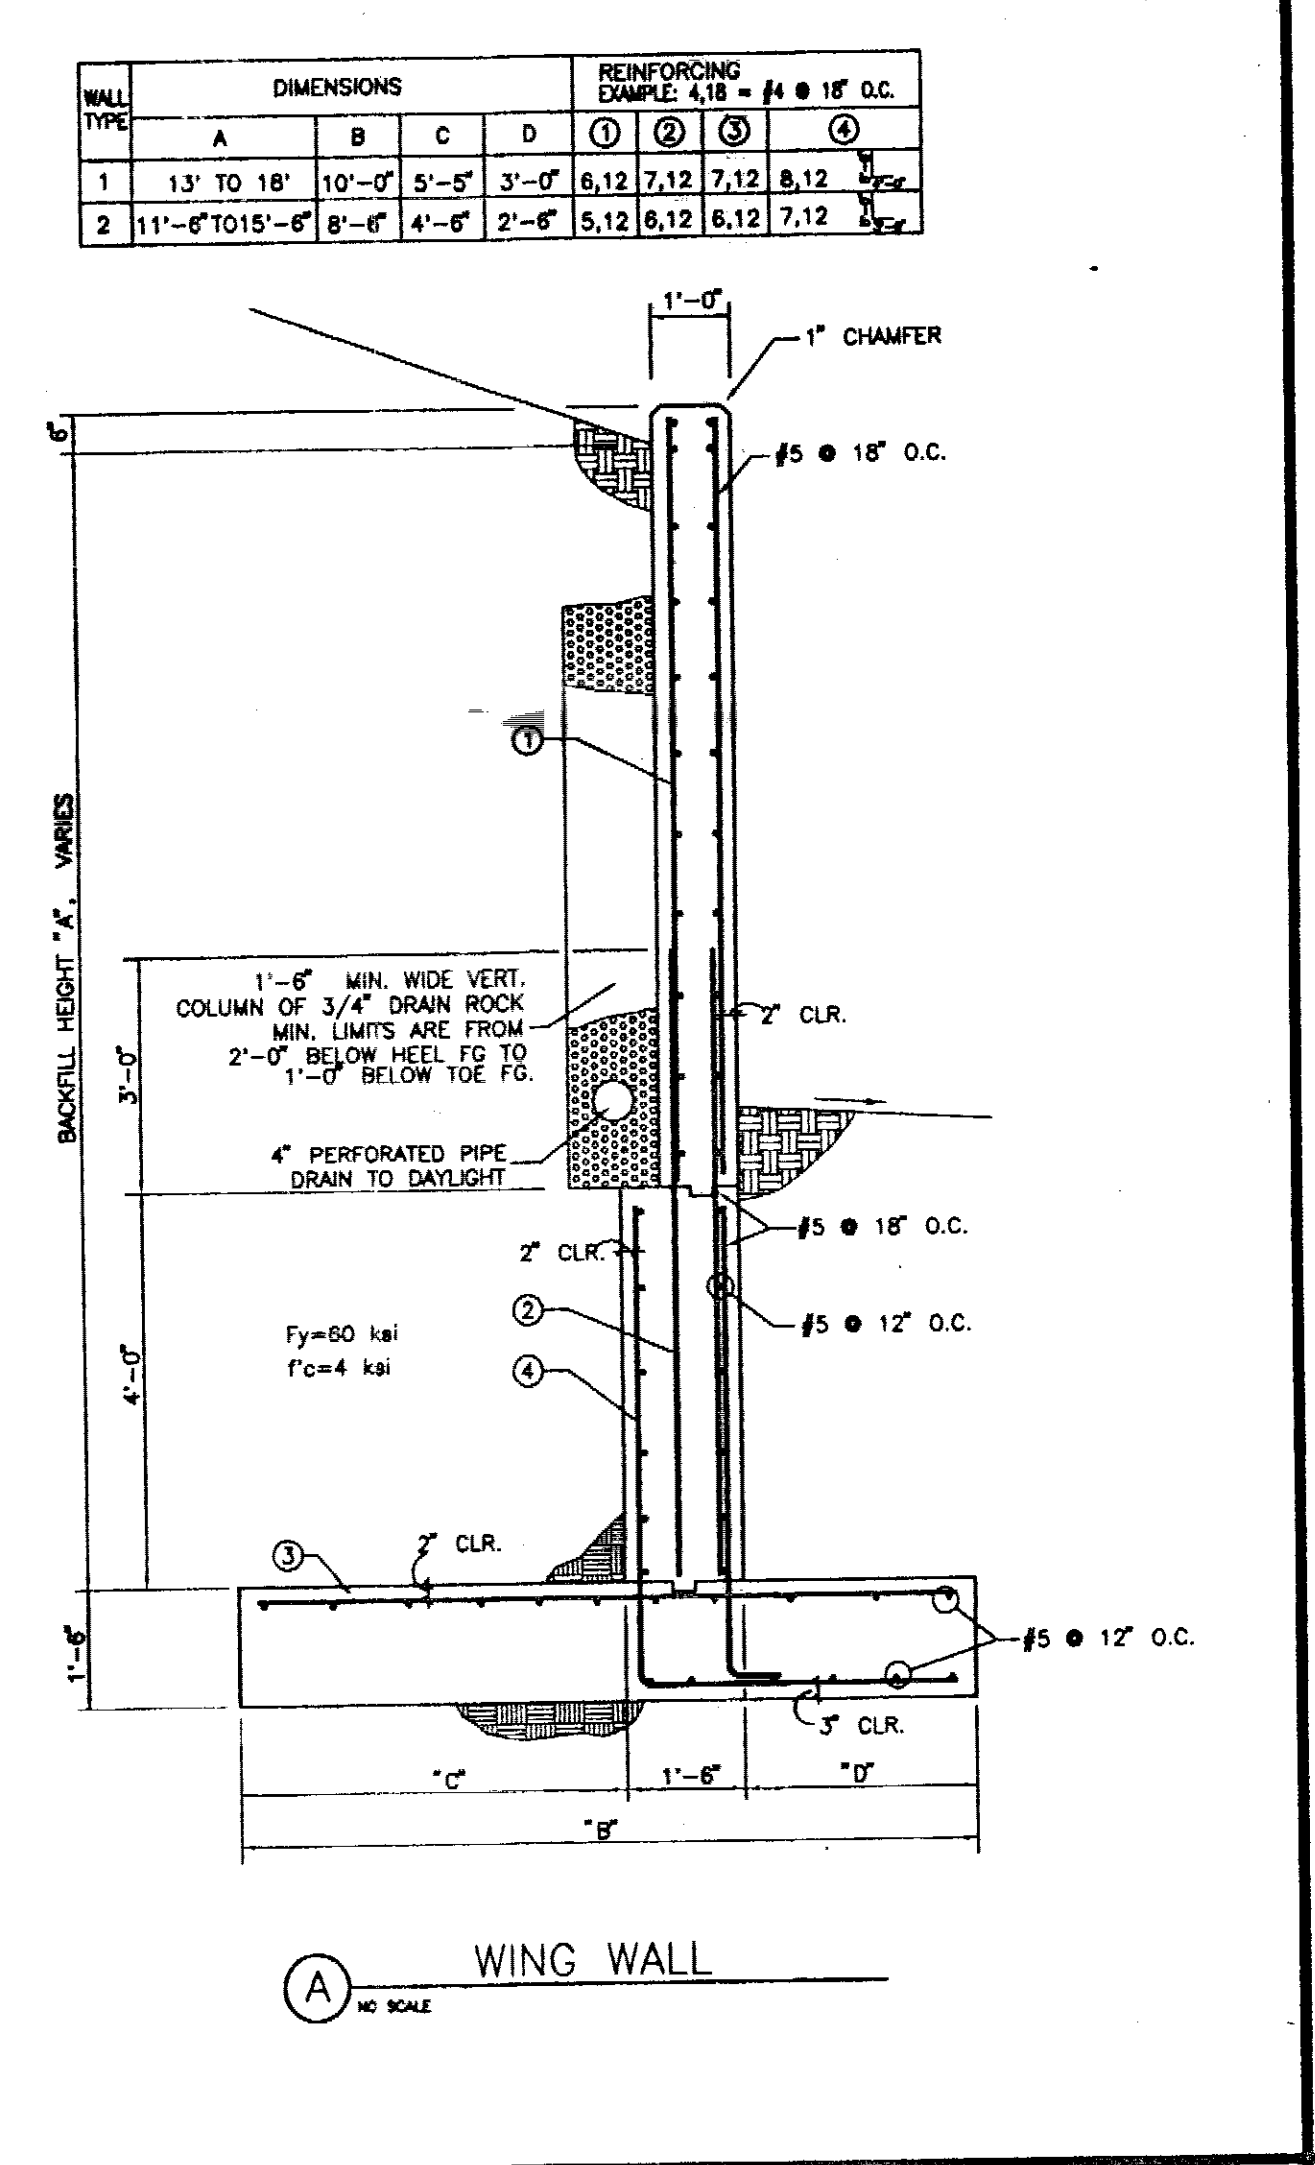 WALL TYPE DIMENSIONS REINFORCING
EXAMPLE: 4,18 = #4 @ 18" O.C.
A B C D 1 2 3 4
1 13' TO 18' 10'-0" 5'-5" 3'-0" 6,12 7,12 7,12 8,12
2 11'-6"TO15'-6" 8'-6" 4'-6" 2'-6" 5,12 6,12 6,12 7,12
1'-0"
1" CHAMFER
6"
#5 @ 18" O.C.
1
BACKFILL HEIGHT "A", VARIES
1'-6" MIN. WIDE VERT.
COLUMN OF 3/4" DRAIN ROCK
MIN. LIMITS ARE FROM
2'-0" BELOW HEEL FG TO
1'-0" BELOW TOE FG.
2" CLR.
3'-0"
4" PERFORATED PIPE
DRAIN TO DAYLIGHT
#5 @ 18" O.C.
2" CLR.
2
#5 @ 12" O.C.
Fy=60 ksi
f'c=4 ksi
4
4'-0"
3
2" CLR.
1'-6"
#5 @ 12" O.C.
3" CLR.
"C" 1'-6" "D"
"B"
A WING WALL
NO SCALE